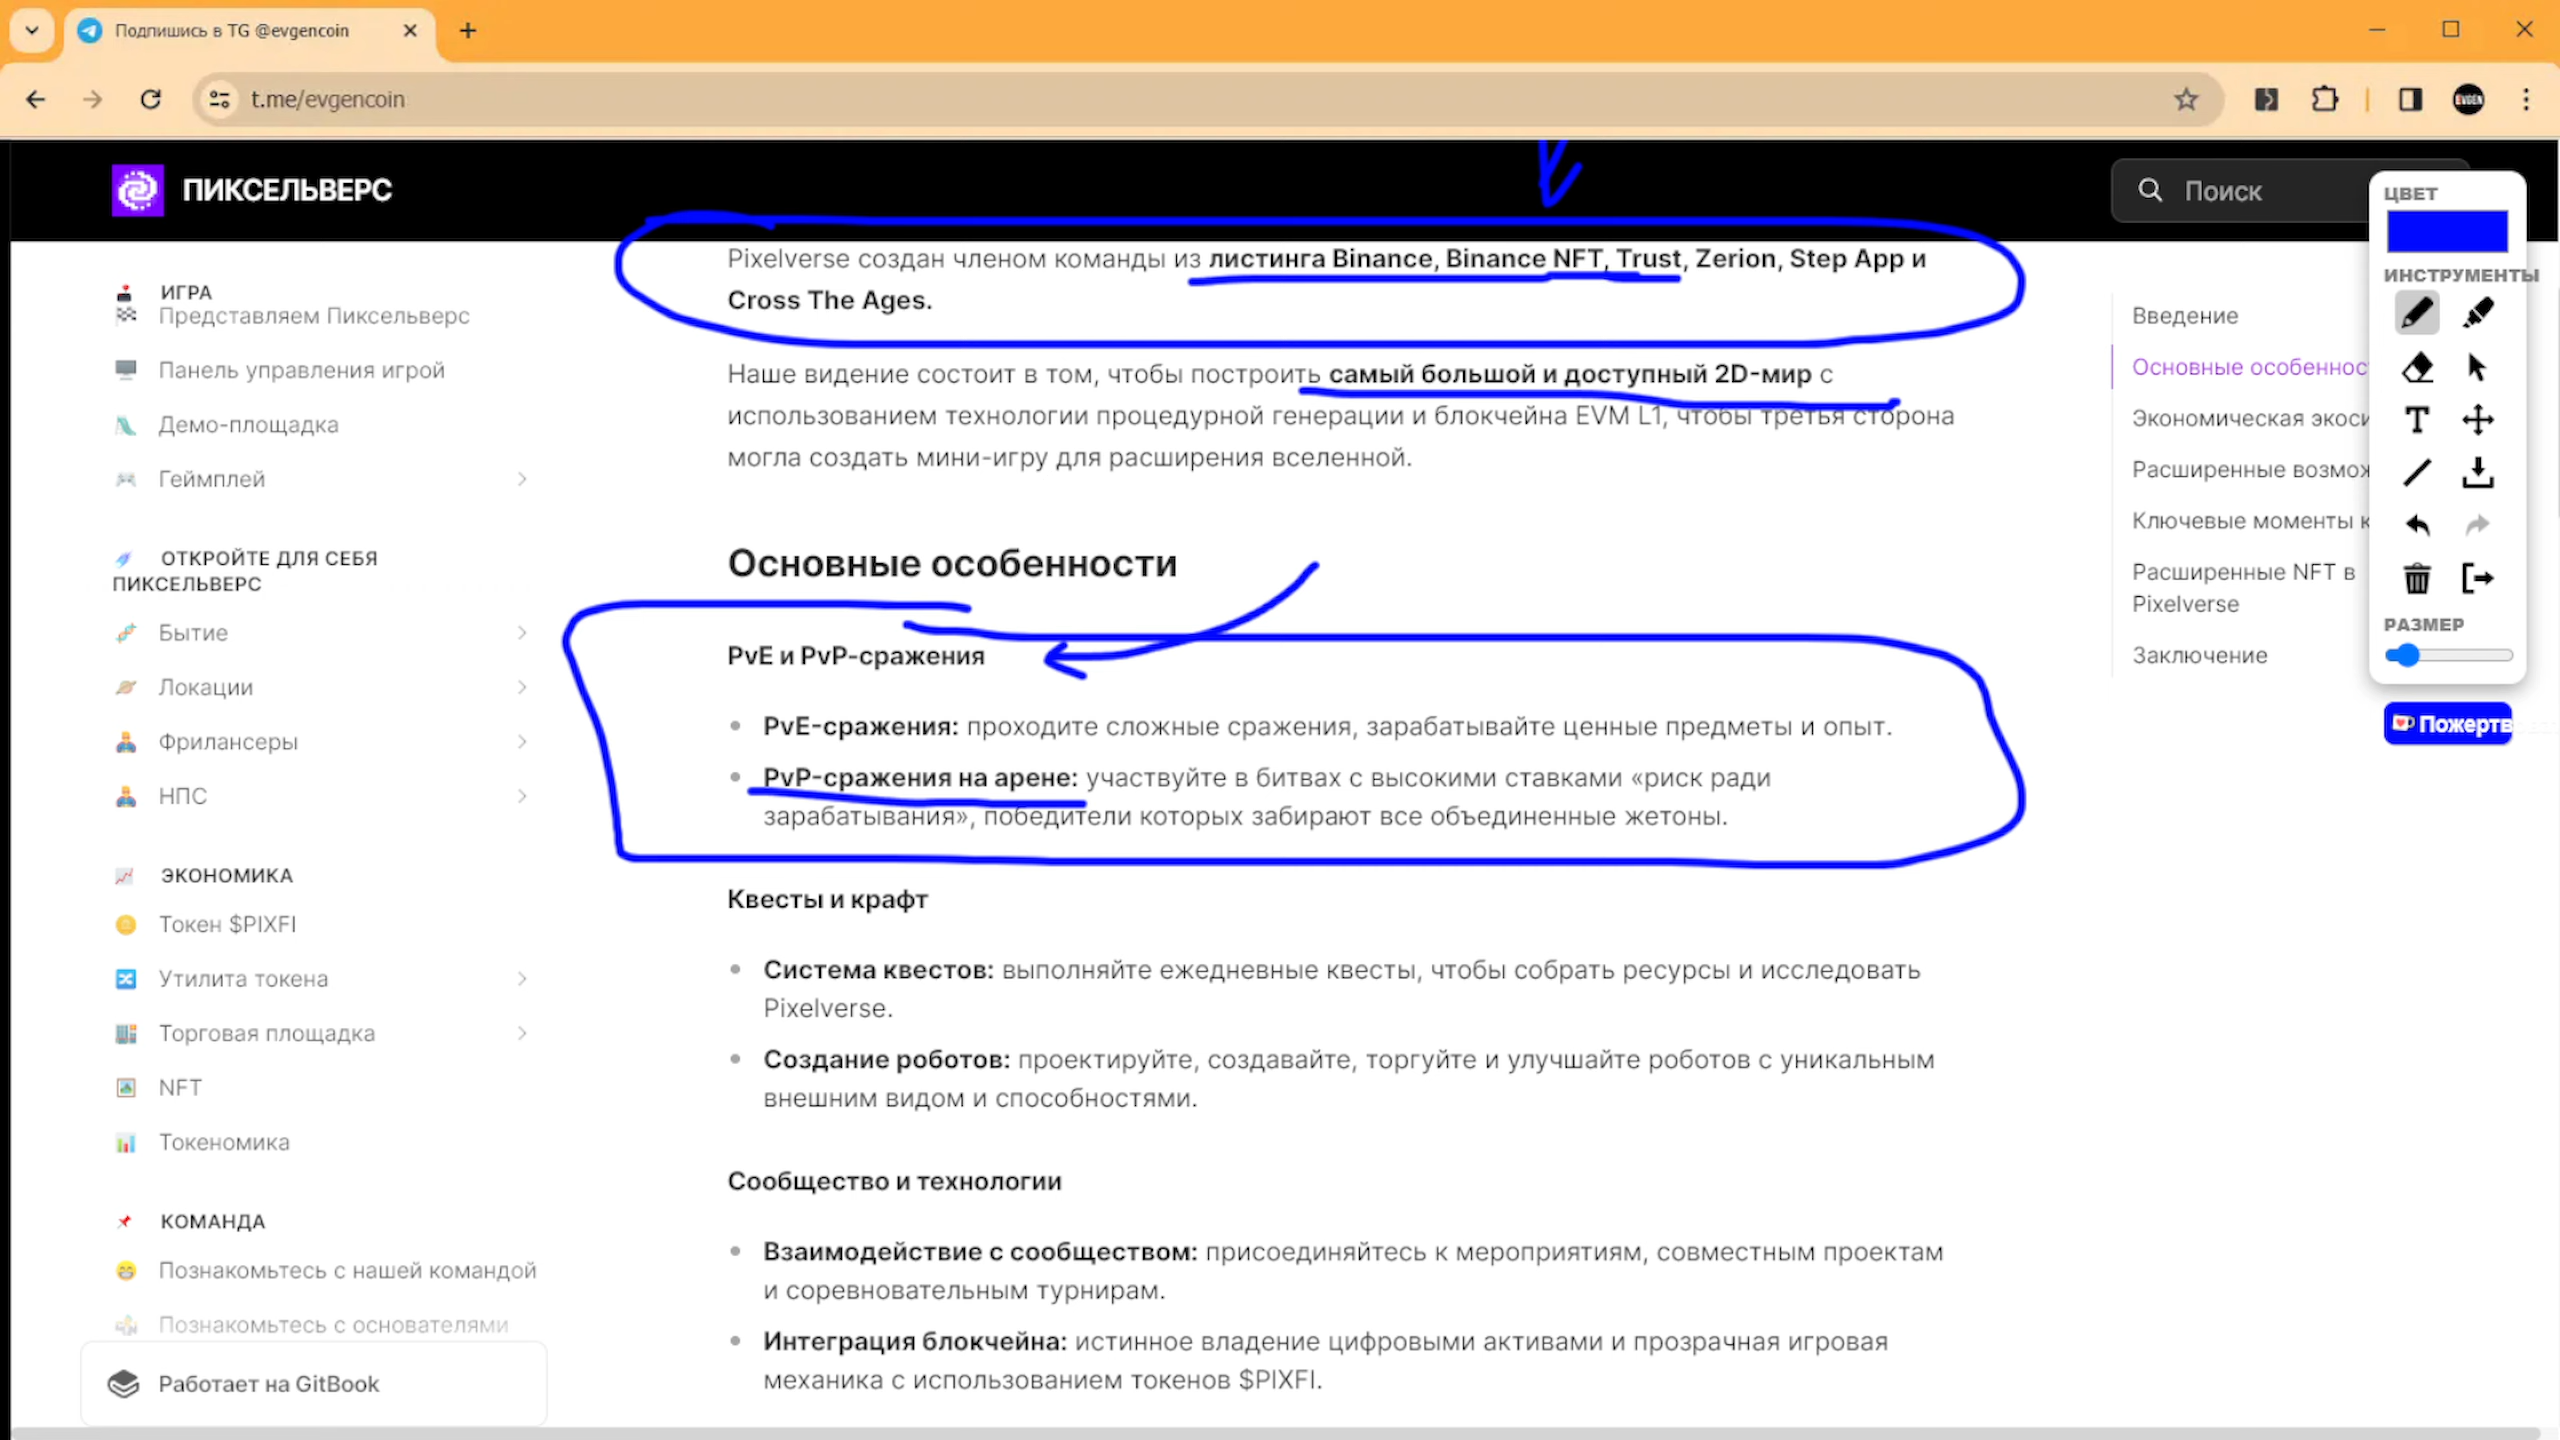 Подпишись в TG @evgencoin
t.me/evgencoin
EVGEN
ПИКСЕЛЬВЕРС
Поиск
ИГРА
Представляем Пиксельверс
Панель управления игрой
Демо-площадка
Геймплей
ОТКРОЙТЕ ДЛЯ СЕБЯ
ПИКСЕЛЬВЕРС
Бытие
Локации
Фрилансеры
НПС
ЭКОНОМИКА
Токен $PIXFI
Утилита токена
Торговая площадка
NFT
Токеномика
КОМАНДА
Познакомьтесь с нашей командой
Познакомьтесь с основателями
Работает на GitBook
Pixelverse создан членом команды из листинга Binance, Binance NFT, Trust, Zerion, Step App и
Cross The Ages.
Наше видение состоит в том, чтобы построить самый большой и доступный 2D-мир с
использованием технологии процедурной генерации и блокчейна EVM L1, чтобы третья сторона
могла создать мини-игру для расширения вселенной.
Основные особенности
PvE и PvP-сражения
PvE-сражения: проходите сложные сражения, зарабатывайте ценные предметы и опыт.
PvP-сражения на арене: участвуйте в битвах с высокими ставками «риск ради
зарабатывания», победители которых забирают все объединенные жетоны.
Квесты и крафт
Система квестов: выполняйте ежедневные квесты, чтобы собрать ресурсы и исследовать
Pixelverse.
Создание роботов: проектируйте, создавайте, торгуйте и улучшайте роботов с уникальным
внешним видом и способностями.
Сообщество и технологии
Взаимодействие с сообществом: присоединяйтесь к мероприятиям, совместным проектам
и соревновательным турнирам.
Интеграция блокчейна: истинное владение цифровыми активами и прозрачная игровая
механика с использованием токенов $PIXFI.
Введение
Основные особеннос
Экономическая экоси
Расширенные возмож
Ключевые моменты к
Расширенные NFT в
Pixelverse
Заключение
ЦВЕТ
ИНСТРУМЕНТЫ
РАЗМЕР
Пожертв